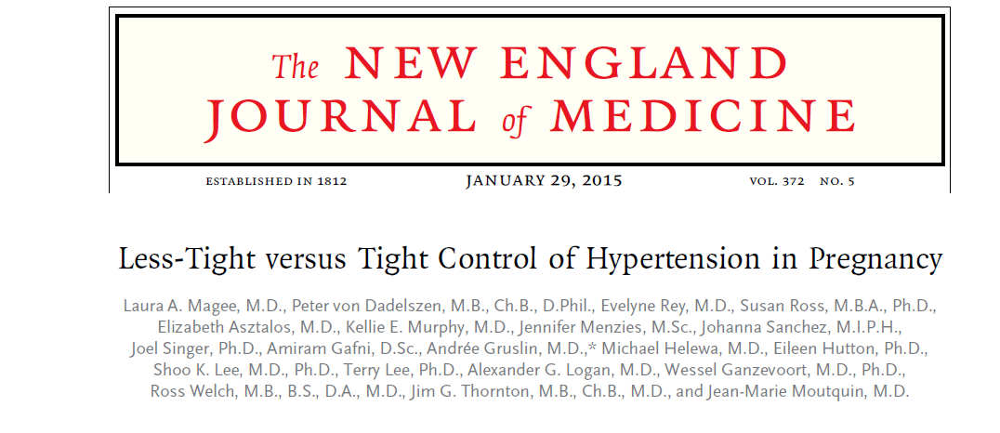 The NEW ENGLAND
JOURNAL of MEDICINE
ESTABLISHED IN 1812 JANUARY 29, 2015 VOL. 372 NO. 5
Less-Tight versus Tight Control of Hypertension in Pregnancy
Laura A. Magee, M.D., Peter von Dadelszen, M.B., Ch.B., D.Phil., Evelyne Rey, M.D., Susan Ross, M.B.A., Ph.D.,
Elizabeth Asztalos, M.D., Kellie E. Murphy, M.D., Jennifer Menzies, M.Sc., Johanna Sanchez, M.I.P.H.,
Joel Singer, Ph.D., Amiram Gafni, D.Sc., Andrée Gruslin, M.D.,* Michael Helewa, M.D., Eileen Hutton, Ph.D.,
Shoo K. Lee, M.D., Ph.D., Terry Lee, Ph.D., Alexander G. Logan, M.D., Wessel Ganzevoort, M.D., Ph.D.,
Ross Welch, M.B., B.S., D.A., M.D., Jim G. Thornton, M.B., Ch.B., M.D., and Jean-Marie Moutquin, M.D.